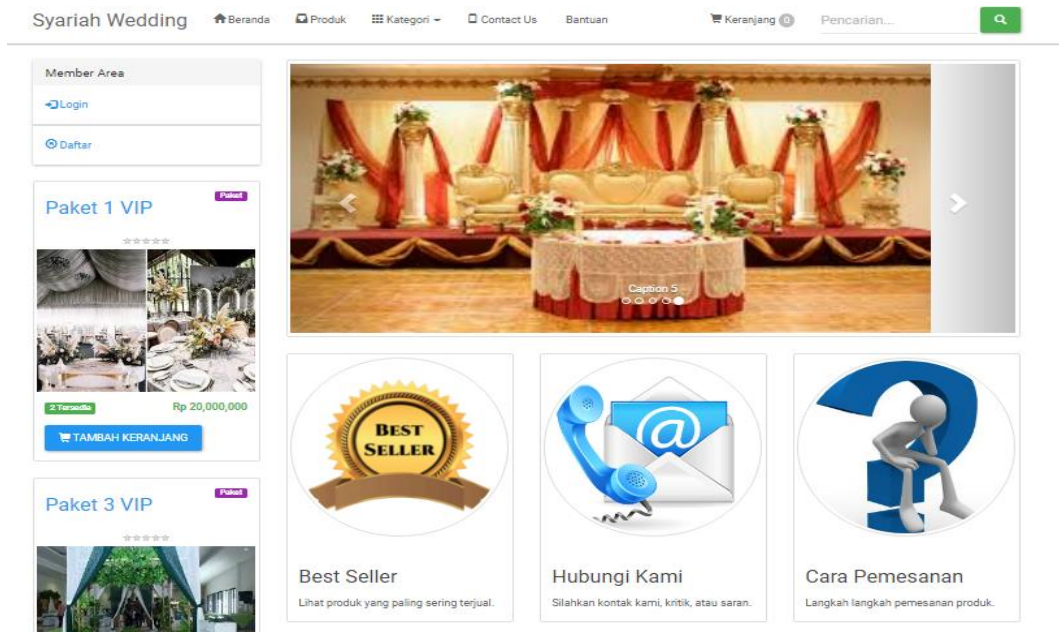 Syariah Wedding Beranda Produk Kategori Contact Us Bantuan Keranjang 0 Pencarian...
Member Area
Login
Daftar
Paket 1 VIP
Paket
2 Tersedia Rp 20,000,000
TAMBAH KERANJANG
Paket 3 VIP
Paket
Caption 5
BEST
SELLER
@
Best Seller
Lihat produk yang paling sering terjual.
Hubungi Kami
Silahkan kontak kami, kritik, atau saran.
?
Cara Pemesanan
Langkah langkah pemesanan produk.